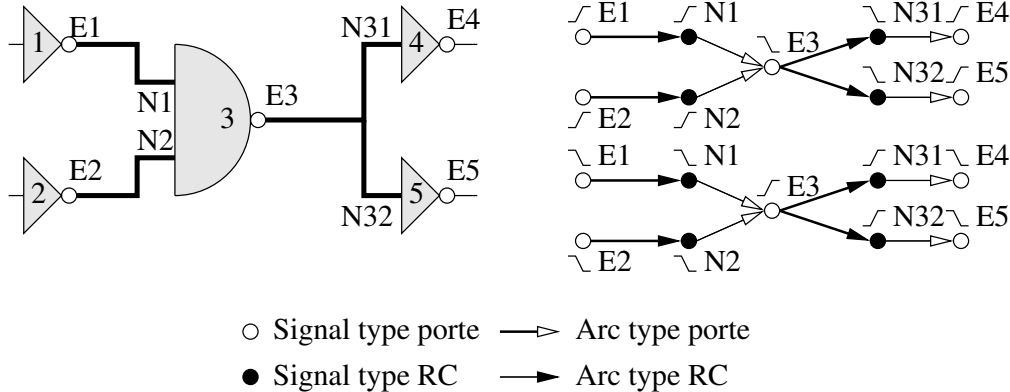 E1 N31 E4 E1 N1 N31 E4
1 4 E3
N1 E3 N32 E5
3 E2 N2
N2 E1 N1 N31 E4
E2 E5 E3
2 5 N32 E5
N32 E2 N2
Signal type porte Arc type porte
Signal type RC Arc type RC